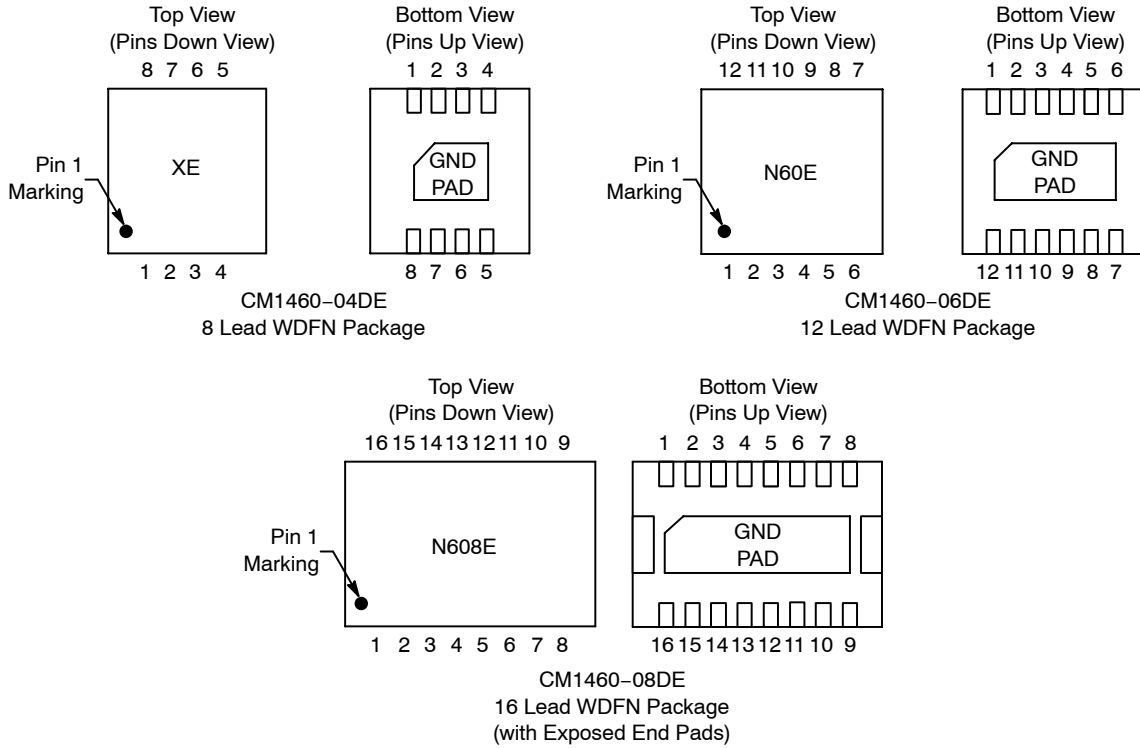 Top View
(Pins Down View)
8 7 6 5
Pin 1
Marking
XE
1 2 3 4
Bottom View
(Pins Up View)
1 2 3 4
GND
PAD
8 7 6 5
CM1460−04DE
8 Lead WDFN Package
Top View
(Pins Down View)
12 11 10 9 8 7
Pin 1
Marking
N60E
1 2 3 4 5 6
Bottom View
(Pins Up View)
1 2 3 4 5 6
GND
PAD
12 11 10 9 8 7
CM1460−06DE
12 Lead WDFN Package
Top View
(Pins Down View)
16 15 14 13 12 11 10 9
Pin 1
Marking
N608E
1 2 3 4 5 6 7 8
Bottom View
(Pins Up View)
1 2 3 4 5 6 7 8
GND
PAD
16 15 14 13 12 11 10 9
CM1460−08DE
16 Lead WDFN Package
(with Exposed End Pads)